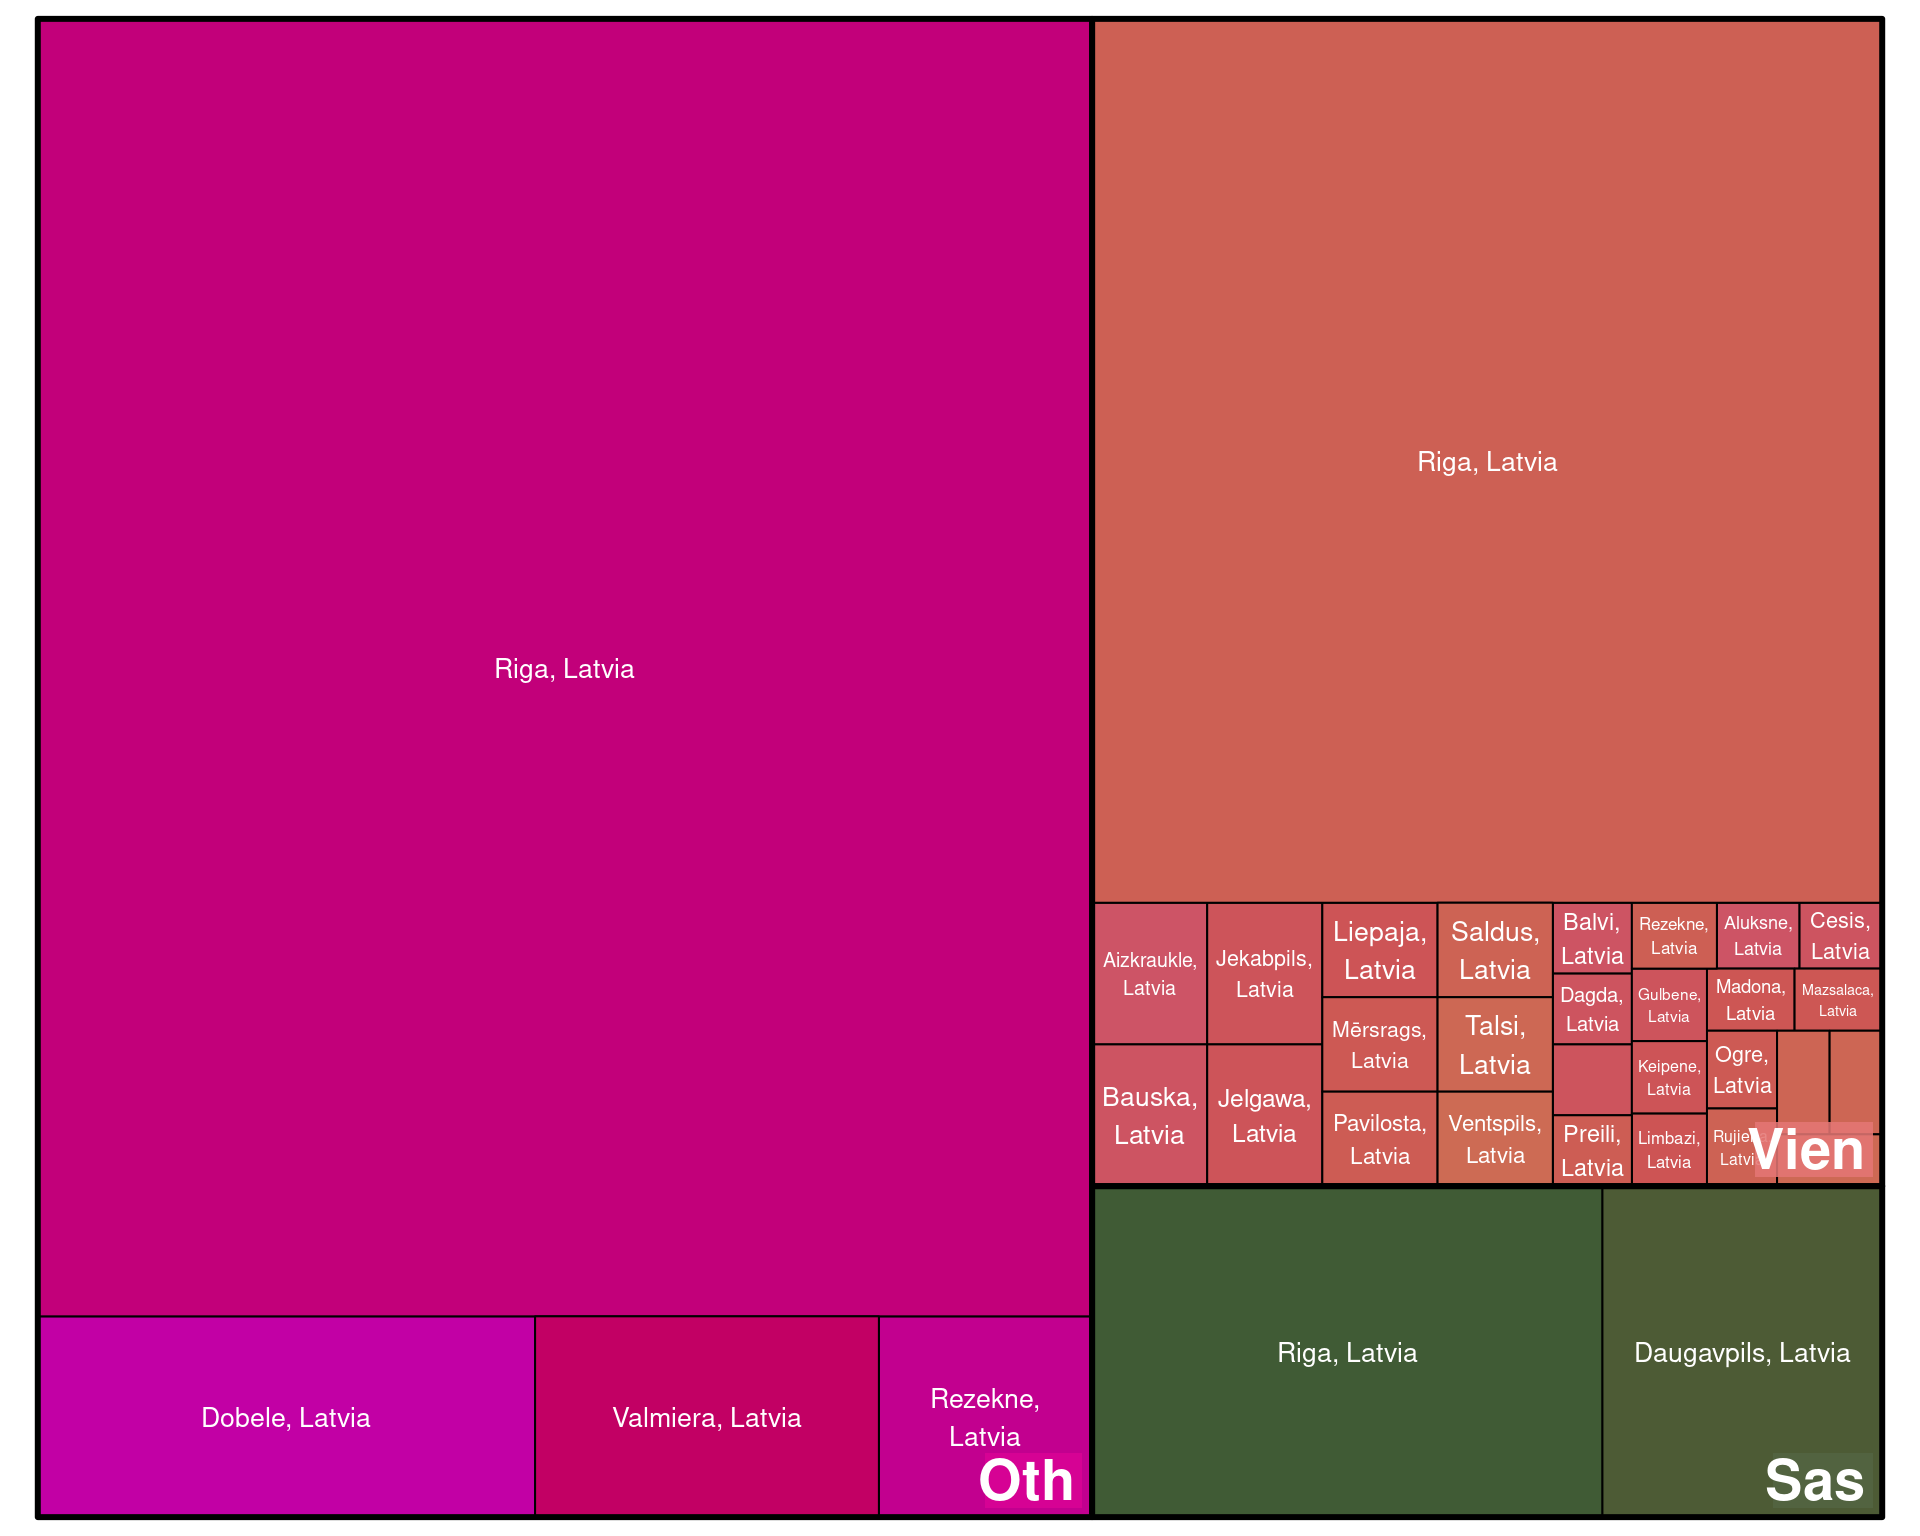 Riga, Latvia
Dobele, Latvia
Valmiera, Latvia
Rezekne,
Latvia
Oth
Riga, Latvia
Aizkraukle,
Latvia
Bauska,
Latvia
Jekabpils,
Latvia
Jelgawa,
Latvia
Liepaja,
Latvia
Mērsrags,
Latvia
Pavilosta,
Latvia
Saldus,
Latvia
Talsi,
Latvia
Ventspils,
Latvia
Balvi,
Latvia
Dagda,
Latvia
Preili,
Latvia
Rezekne,
Latvia
Aluksne,
Latvia
Cesis,
Latvia
Gulbene,
Latvia
Keipene,
Latvia
Limbazi,
Latvia
Madona,
Latvia
Mazsalaca,
Latvia
Ogre,
Latvia
Vien
Riga, Latvia
Daugavpils, Latvia
Sas